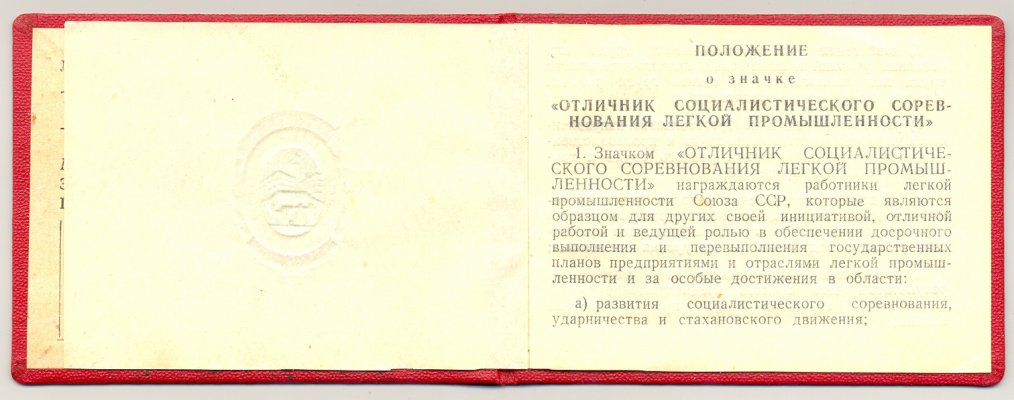 ПОЛОЖЕНИЕ
о значке
«ОТЛИЧНИК СОЦИАЛИСТИЧЕСКОГО СОРЕВ-
НОВАНИЯ ЛЕГКОЙ ПРОМЫШЛЕННОСТИ»
1. Значком «ОТЛИЧНИК СОЦИАЛИСТИЧЕ-
СКОГО СОРЕВНОВАНИЯ ЛЕГКОЙ ПРОМЫШ-
ЛЕННОСТИ» награждаются работники легкой
промышленности Союза ССР, которые являются
образцом для других своей инициативой, отличной
работой и ведущей ролью в обеспечении досрочного
выполнения и перевыполнения государственных
планов предприятиями и отраслями легкой промыш-
ленности и за особые достижения в области:
а) развития социалистического соревнования,
ударничества и стахановского движения;